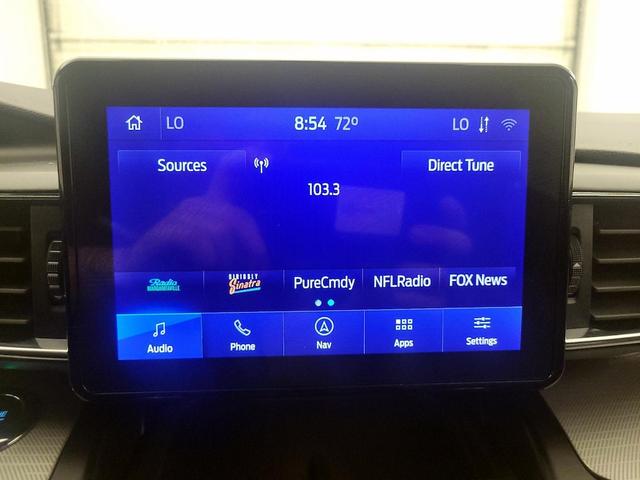 LO
8:54 72º
LO
Sources
Direct Tune
103.3
Radio
MARGARITAVILLE
SIRIUSLY
Sinatra
PureCmdy
NFLRadio
FOX News
Audio
Phone
Nav
Apps
Settings